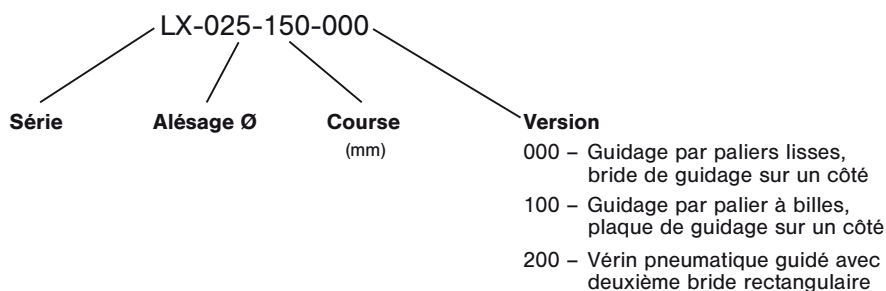 LX-025-150-000
Série
Alésage Ø
Course
(mm)
Version
000 – Guidage par paliers lisses,
bride de guidage sur un côté
100 – Guidage par palier à billes,
plaque de guidage sur un côté
200 – Vérin pneumatique guidé avec
deuxième bride rectangulaire